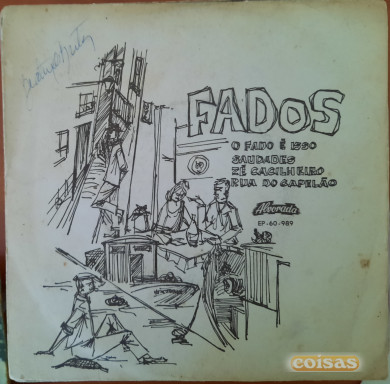 FADOS
O FADO É ISSO
SAUDADES
ZÉ CACILHEIRO
RUA DO CAPELÃO
Alvorada
EP-60-989
coisas